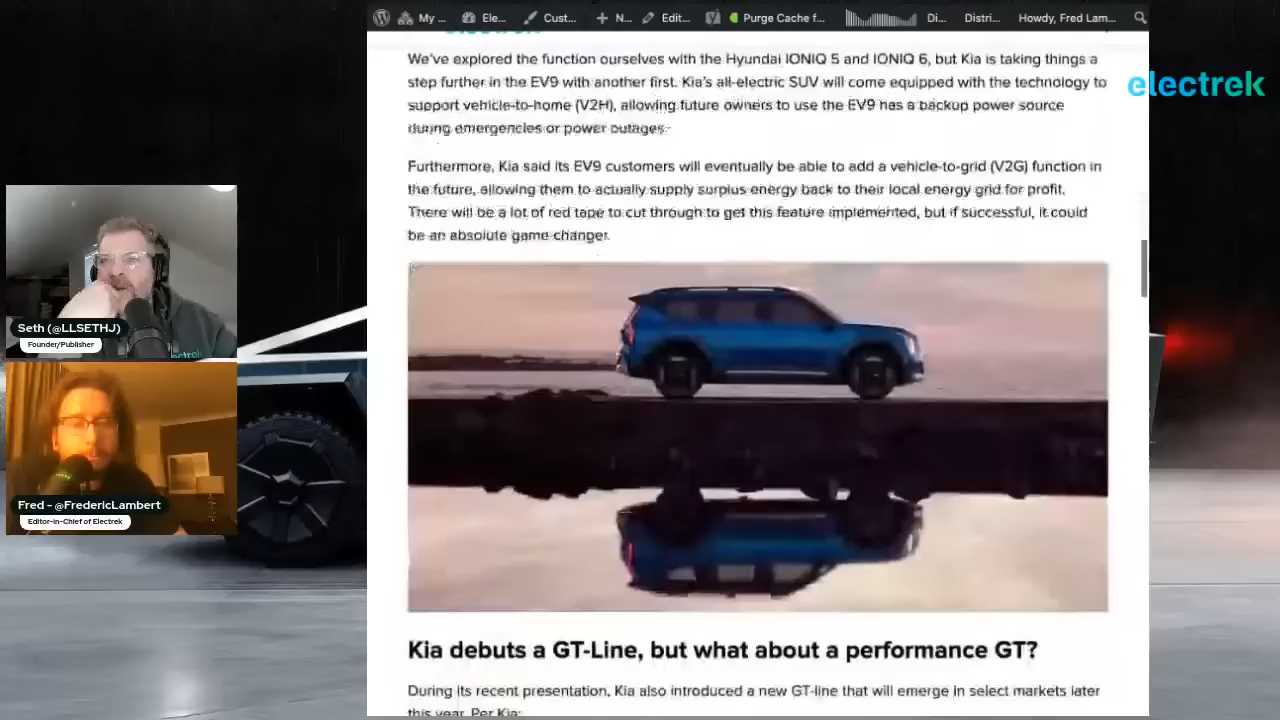 My ...
Ele...
Cust...
N...
Edit...
Purge Cache f...
Di...
Distri...
Howdy, Fred Lam...
We've explored the function ourselves with the Hyundai IONIQ 5 and IONIQ 6, but Kia is taking things a
step further in the EV9 with another first. Kia's all-electric SUV will come equipped with the technology to
support vehicle-to-home (V2H), allowing future owners to use the EV9 has a backup power source
during emergencies or power outages.
Furthermore, Kia said its EV9 customers will eventually be able to add a vehicle-to-grid (V2G) function in
the future, allowing them to actually supply surplus energy back to their local energy grid for profit.
There will be a lot of red tape to cut through to get this feature implemented, but if successful, it could
be an absolute game changer.
Kia debuts a GT-Line, but what about a performance GT?
During its recent presentation, Kia also introduced a new GT-line that will emerge in select markets later
this year. Per Kia:
electrek
Seth (@LLSETHJ)
Founder/Publisher
Fred - @FredericLambert
Editor-in-Chief of Electrek